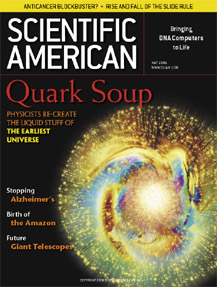 ANTICANCER BLOCKBUSTER? • RISE AND FALL OF THE SLIDE RULE
SCIENTIFIC
AMERICAN
Bringing
DNA Computers
to Life
MAY 2006
WWW.SCIAM.COM
Quark Soup
PHYSICISTS RE-CREATE
THE LIQUID STUFF OF
THE EARLIEST
UNIVERSE
Stopping
Alzheimer's
Birth of
the Amazon
Future
Giant Telescopes